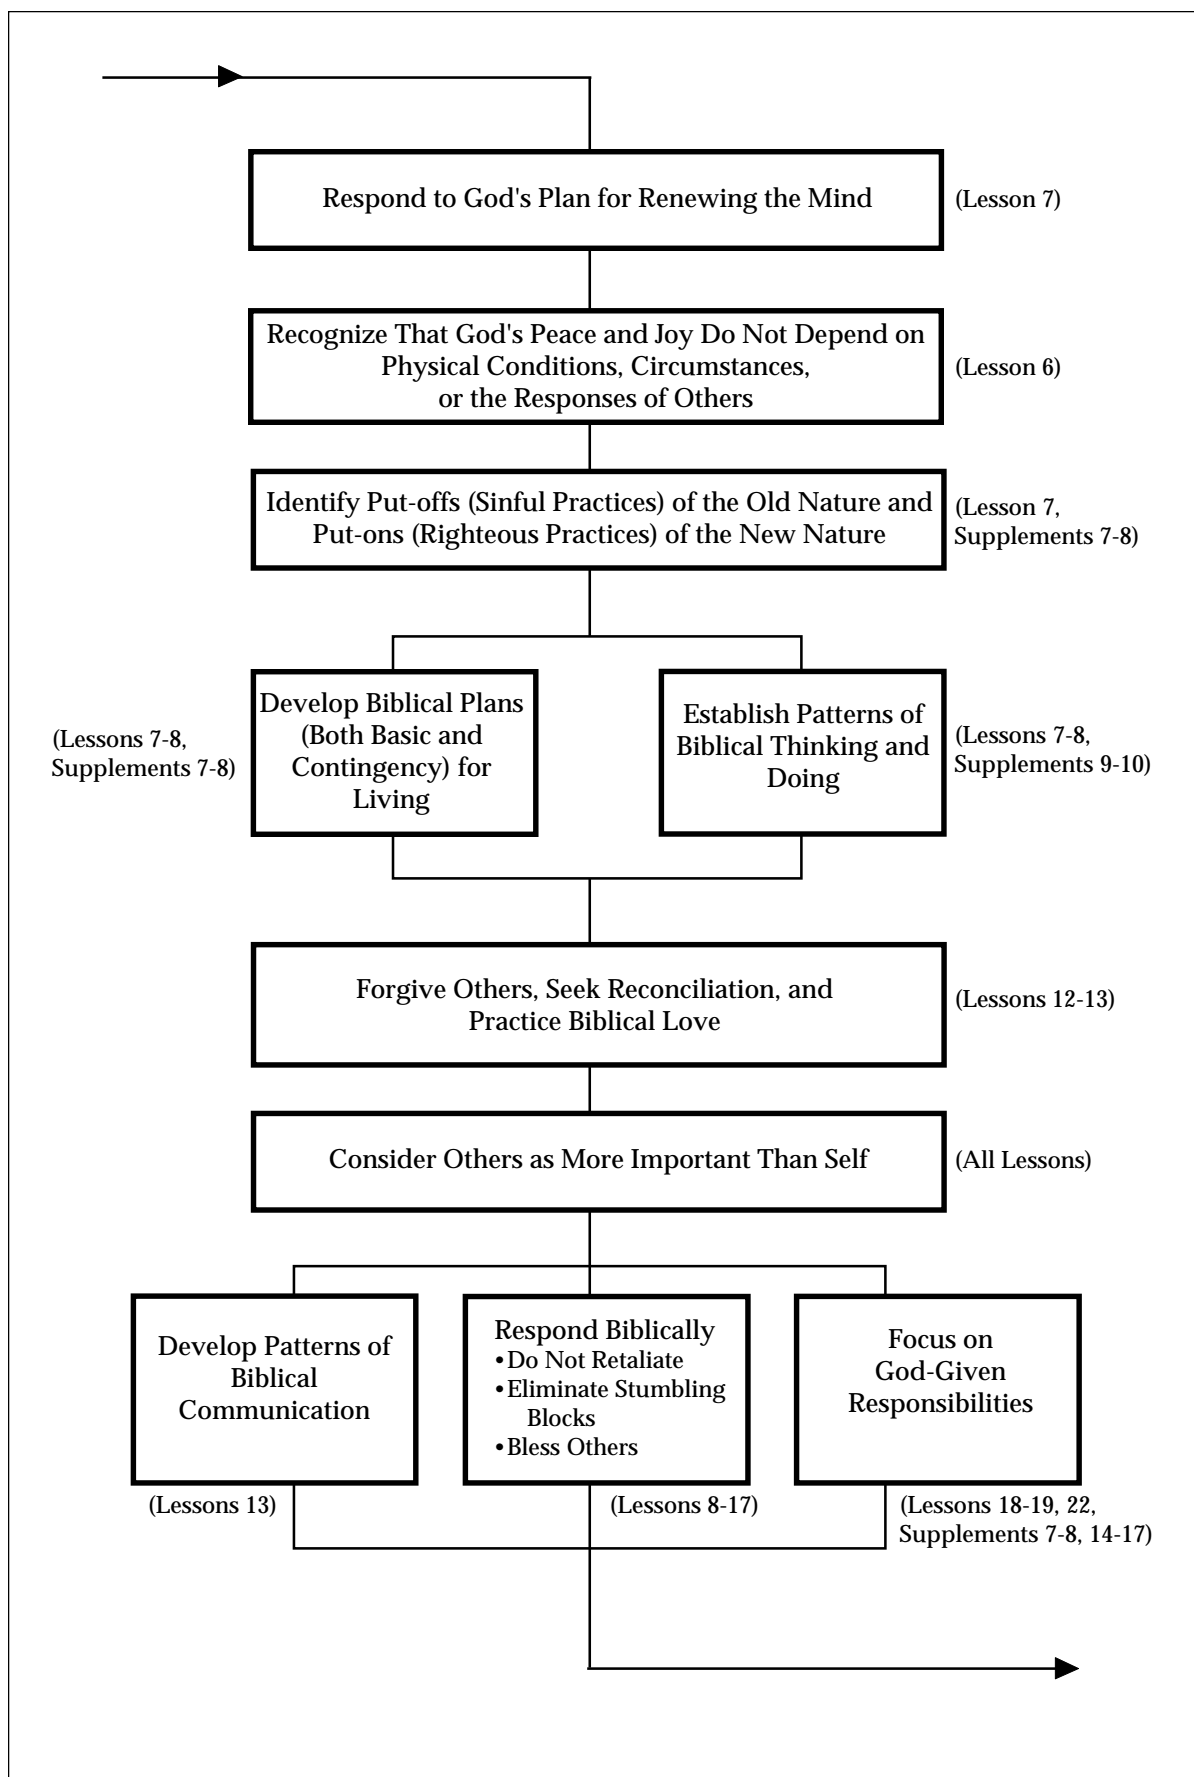 Respond to God's Plan for Renewing the Mind
(Lesson 7)
Recognize That God's Peace and Joy Do Not Depend on
Physical Conditions, Circumstances,
or the Responses of Others
(Lesson 6)
Identify Put-offs (Sinful Practices) of the Old Nature and
Put-ons (Righteous Practices) of the New Nature
(Lesson 7,
Supplements 7-8)
(Lessons 7-8,
Supplements 7-8)
Develop Biblical Plans
(Both Basic and
Contingency) for
Living
Establish Patterns of
Biblical Thinking and
Doing
(Lessons 7-8,
Supplements 9-10)
Forgive Others, Seek Reconciliation, and
Practice Biblical Love
(Lessons 12-13)
Consider Others as More Important Than Self
(All Lessons)
Develop Patterns of
Biblical
Communication
(Lessons 13)
Respond Biblically
•Do Not Retaliate
•Eliminate Stumbling
Blocks
•Bless Others
(Lessons 8-17)
Focus on
God-Given
Responsibilities
(Lessons 18-19, 22,
Supplements 7-8, 14-17)